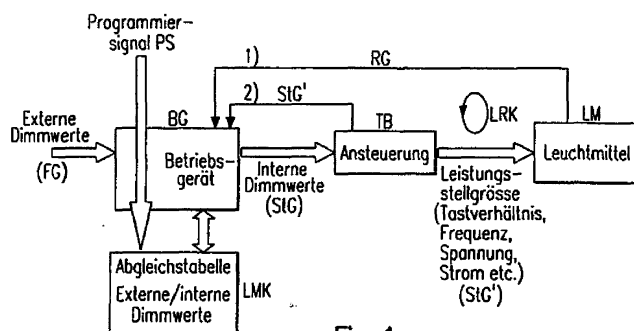 Programmier-
signal PS
1)
RG
2)
StG'
Externe
Dimmwerte
(FG)
BG
Betriebs-
gerät
Interne
Dimmwerte
(StG)
TB
Ansteuerung
LRK
LM
Leuchtmittel
Leistungs-
stellgrösse
(Tastverhältnis,
Frequenz,
Spannung,
Strom etc.)
(StG')
Abgleichstabelle
Externe/interne
Dimmwerte
LMK